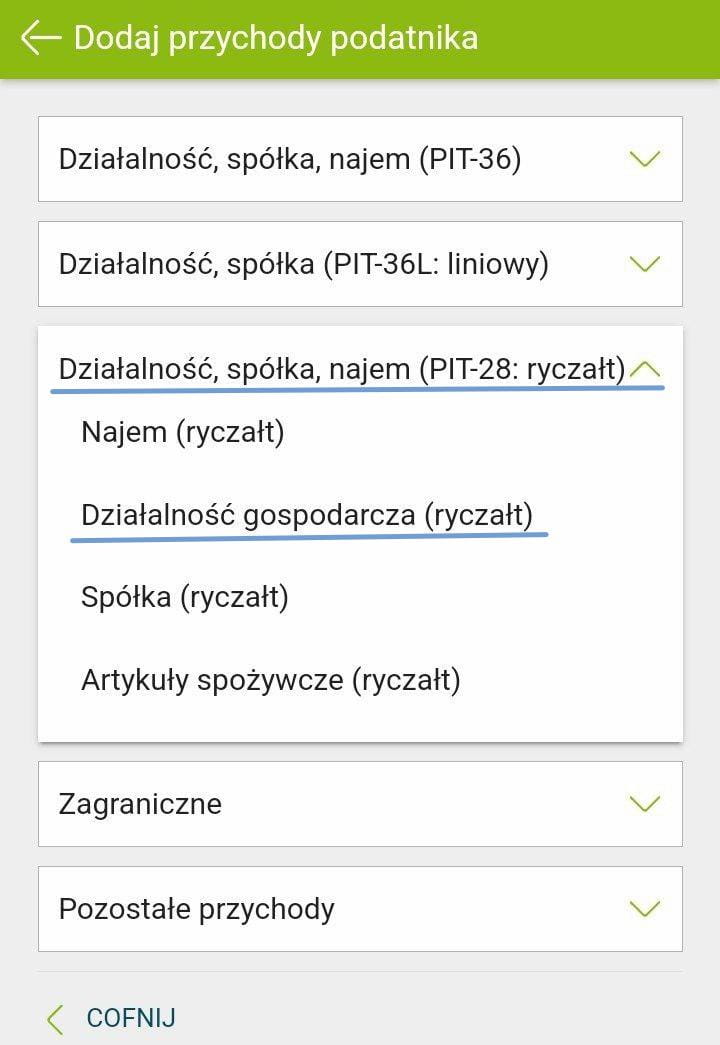 Dodaj przychody podatnika
Działalność, spółka, najem (PIT-36)
Działalność, spółka (PIT-36L: liniowy)
Działalność, spółka, najem (PIT-28: ryczałt)
Najem (ryczałt)
Działalność gospodarcza (ryczałt)
Spółka (ryczałt)
Artykuły spożywcze (ryczałt)
Zagraniczne
Pozostałe przychody
COFNIJ